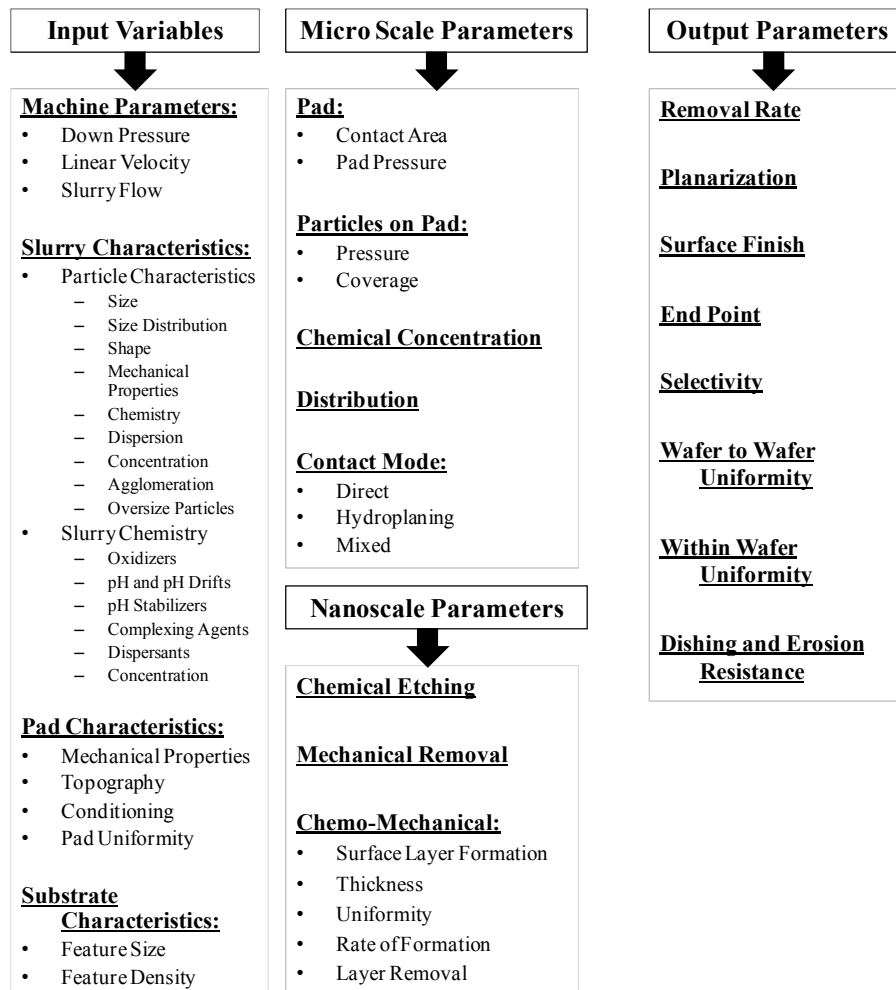 Input Variables
Machine Parameters:
• Down Pressure
• Linear Velocity
• Slurry Flow
Slurry Characteristics:
• Particle Characteristics
– Size
– Size Distribution
– Shape
– Mechanical
Properties
– Chemistry
– Dispersion
– Concentration
– Agglomeration
– Oversize Particles
• Slurry Chemistry
– Oxidizers
– pH and pH Drifts
– pH Stabilizers
– Complexing Agents
– Dispersants
– Concentration
Pad Characteristics:
• Mechanical Properties
• Topography
• Conditioning
• Pad Uniformity
Substrate
Characteristics:
• Feature Size
• Feature Density
Micro Scale Parameters
Pad:
• Contact Area
• Pad Pressure
Particles on Pad:
• Pressure
• Coverage
Chemical Concentration
Distribution
Contact Mode:
• Direct
• Hydroplaning
• Mixed
Nanoscale Parameters
Chemical Etching
Mechanical Removal
Chemo-Mechanical:
• Surface Layer Formation
• Thickness
• Uniformity
• Rate of Formation
• Layer Removal
Output Parameters
Removal Rate
Planarization
Surface Finish
End Point
Selectivity
Wafer to Wafer
Uniformity
Within Wafer
Uniformity
Dishing and Erosion
Resistance